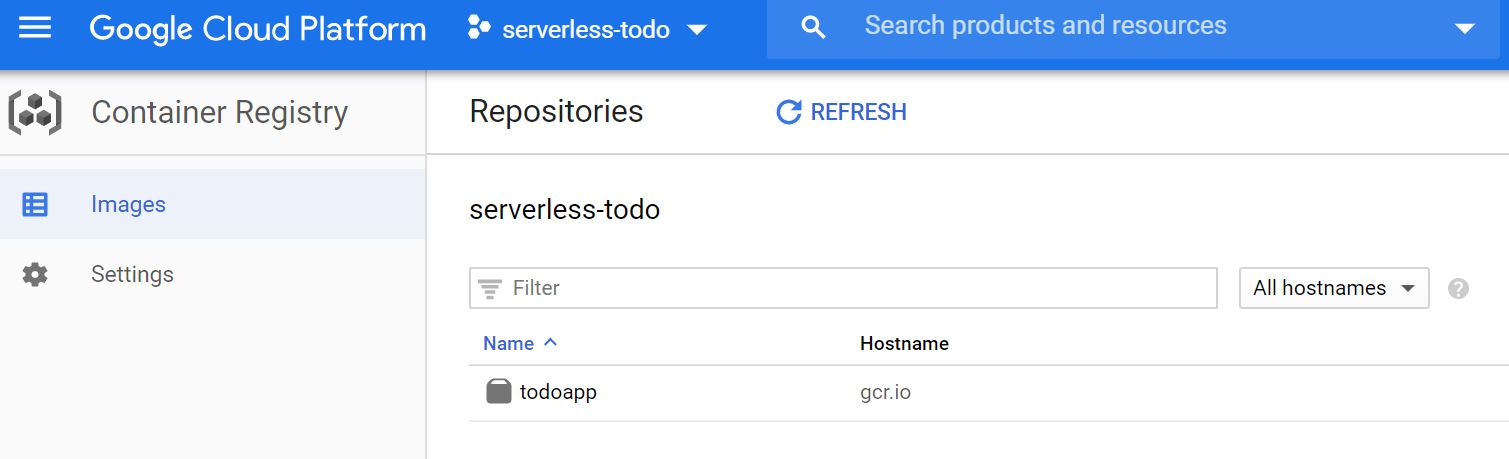 Google Cloud Platform serverless-todo Search products and resources
Container Registry Repositories REFRESH
Images
Settings
serverless-todo
Filter All hostnames ?
Name Hostname
todoapp gcr.io